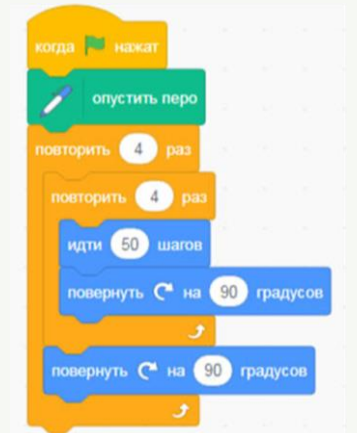 когда нажат
опустить перо
повторить 4 раз
повторить 4 раз
идти 50 шагов
повернуть на 90 градусов
повернуть на 90 градусов